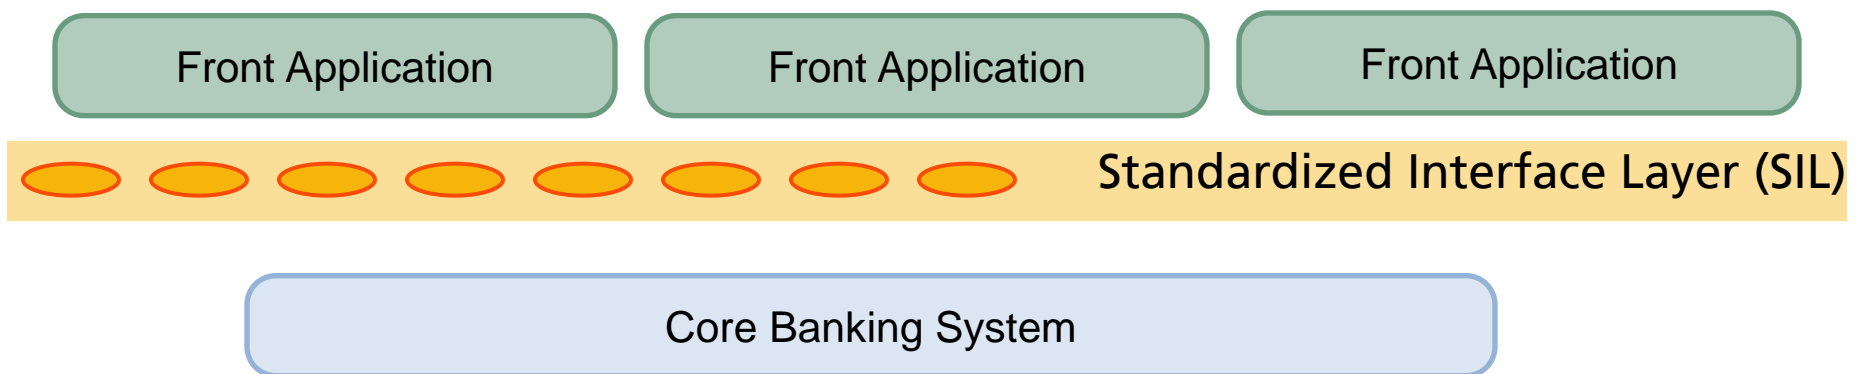 Front Application
Front Application
Front Application
Standardized Interface Layer (SIL)
Core Banking System